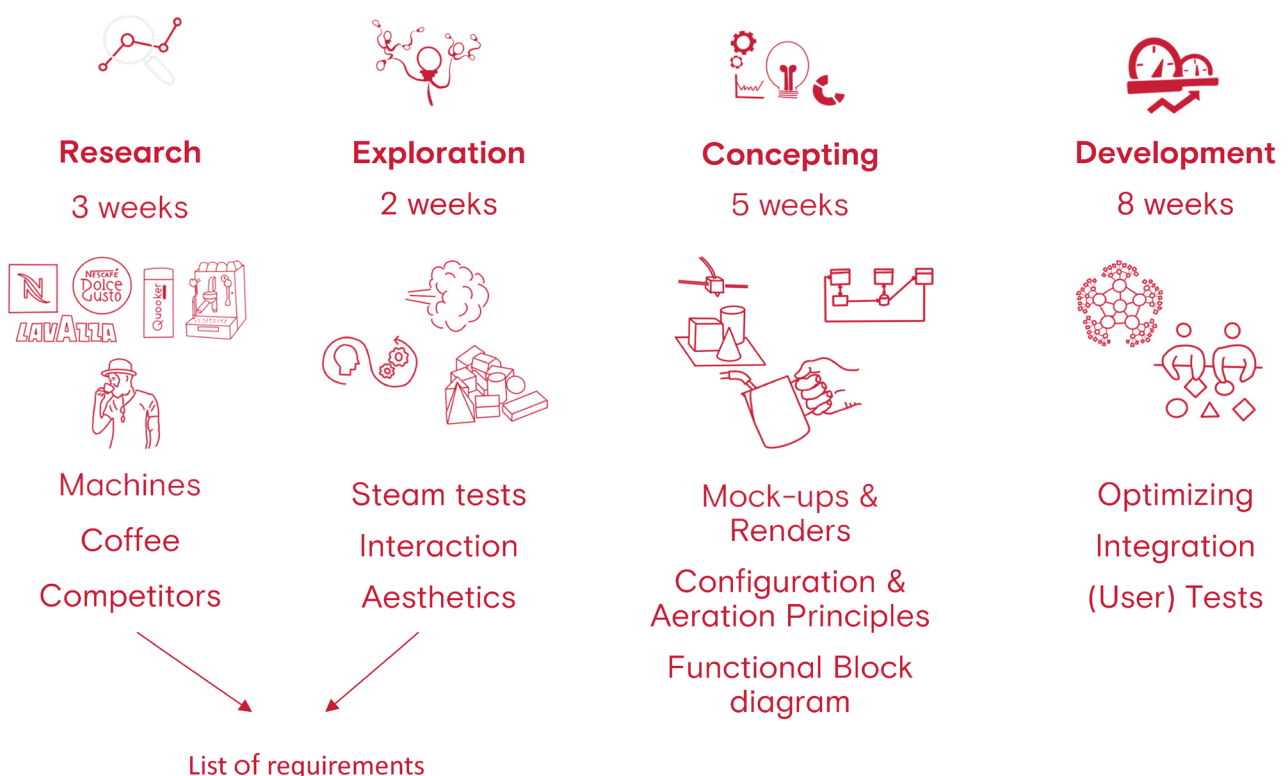 Research
3 weeks
N
NESCAFÉ
Dolce
Gusto
Quooker
LAVAZZA
Machines
Coffee
Competitors
Exploration
2 weeks
Steam tests
Interaction
Aesthetics
List of requirements
Concepting
5 weeks
Mock-ups &
Renders
Configuration &
Aeration Principles
Functional Block
diagram
Development
8 weeks
Optimizing
Integration
(User) Tests